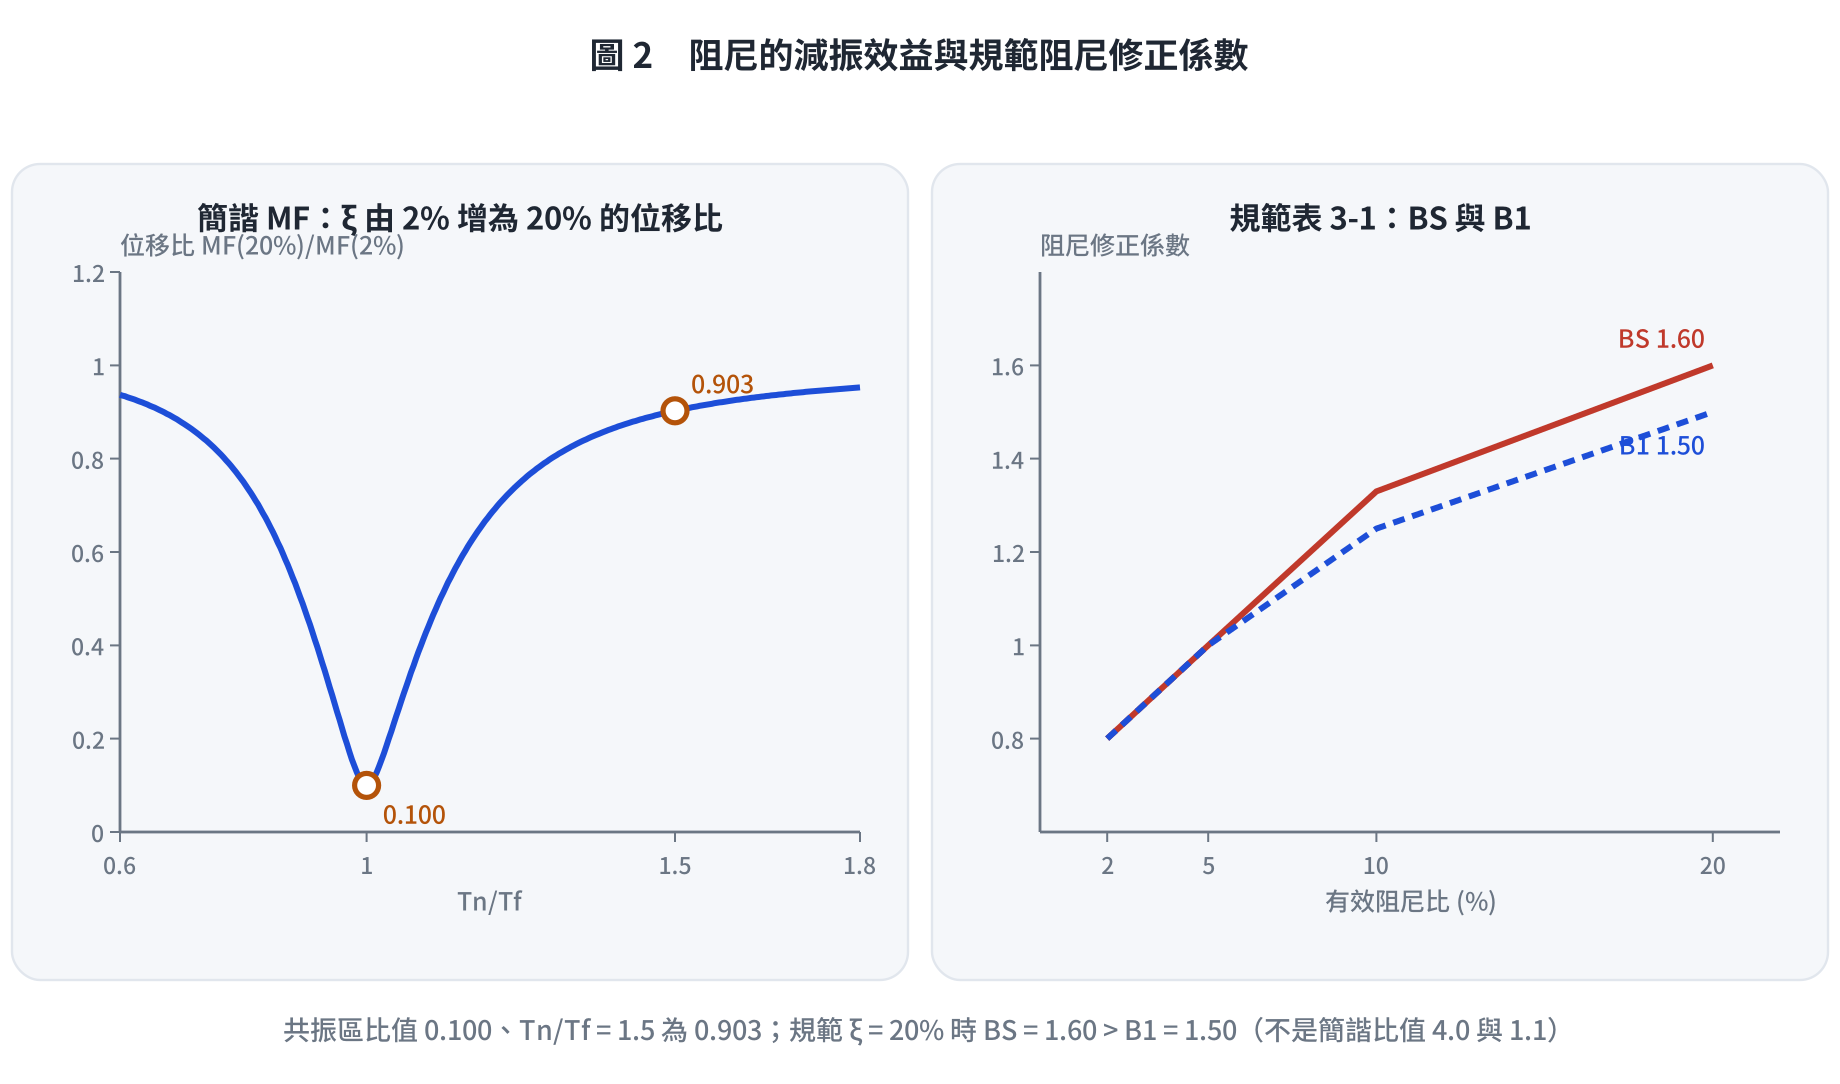 圖 2　阻尼的減振效益與規範阻尼修正係數
簡諧 MF：ξ 由 2% 增為 20% 的位移比
位移比 MF(20%)/MF(2%)
1.2
1
0.8
0.6
0.4
0.2
0
0.903
0.100
0.6
1
1.5
1.8
Tn/Tf
規範表 3-1：BS 與 B1
阻尼修正係數
1.6
1.4
1.2
1
0.8
BS 1.60
B1 1.50
2
5
10
20
有效阻尼比 (%)
共振區比值 0.100、Tn/Tf = 1.5 為 0.903；規範 ξ = 20% 時 BS = 1.60 > B1 = 1.50（不是簡諧比值 4.0 與 1.1）